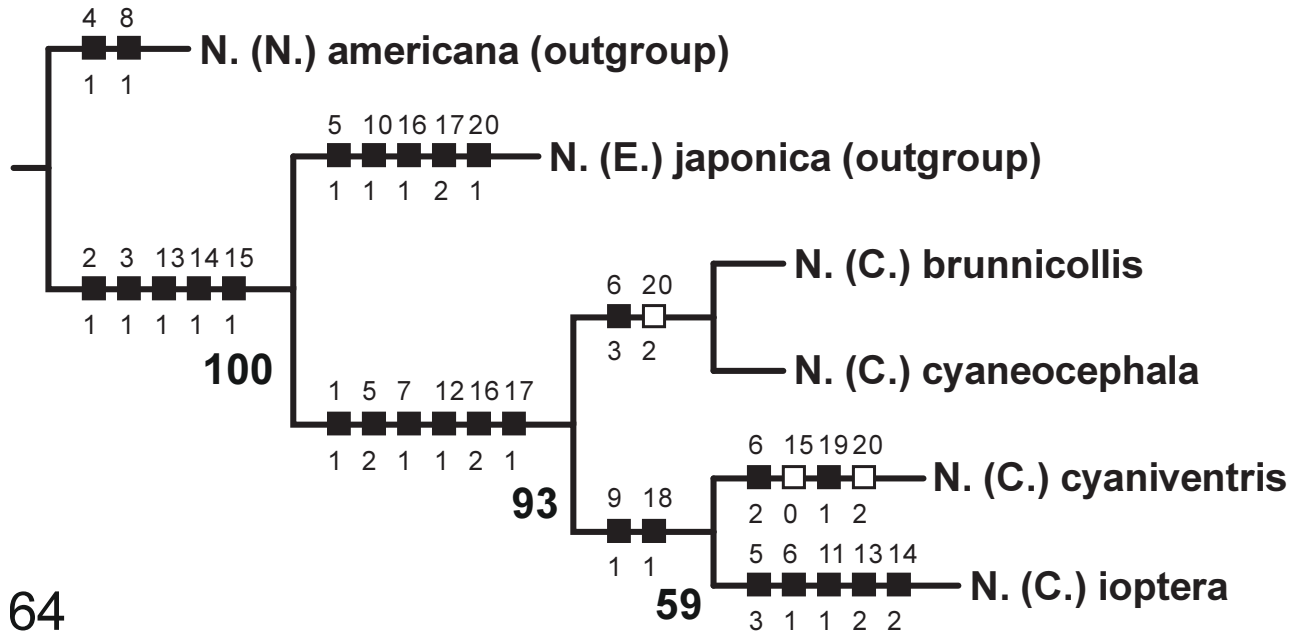 4 8
N. (N.) americana (outgroup)
1 1
5 10 16 17 20
N. (E.) japonica (outgroup)
1 1 1 2 1
2 3 13 14 15
1 1 1 1 1
100
6 20
3 2
N. (C.) brunnicollis
N. (C.) cyaneocephala
1 5 7 12 16 17
1 2 1 1 2 1
93
9 18
1 1
59
6 15 19 20
N. (C.) cyaniventris
2 0 1 2
5 6 11 13 14
N. (C.) ioptera
3 1 1 2 2
64